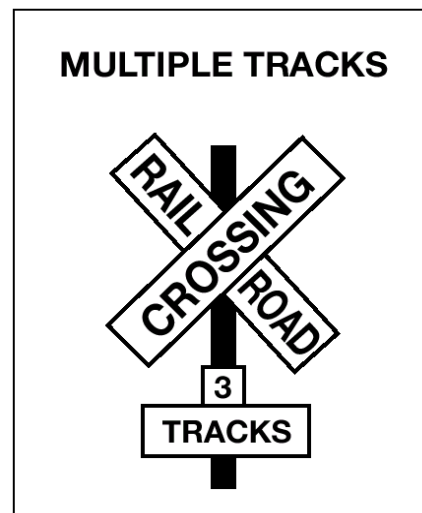 MULTIPLE TRACKS
RAIL ROAD
CROSSING
3
TRACKS